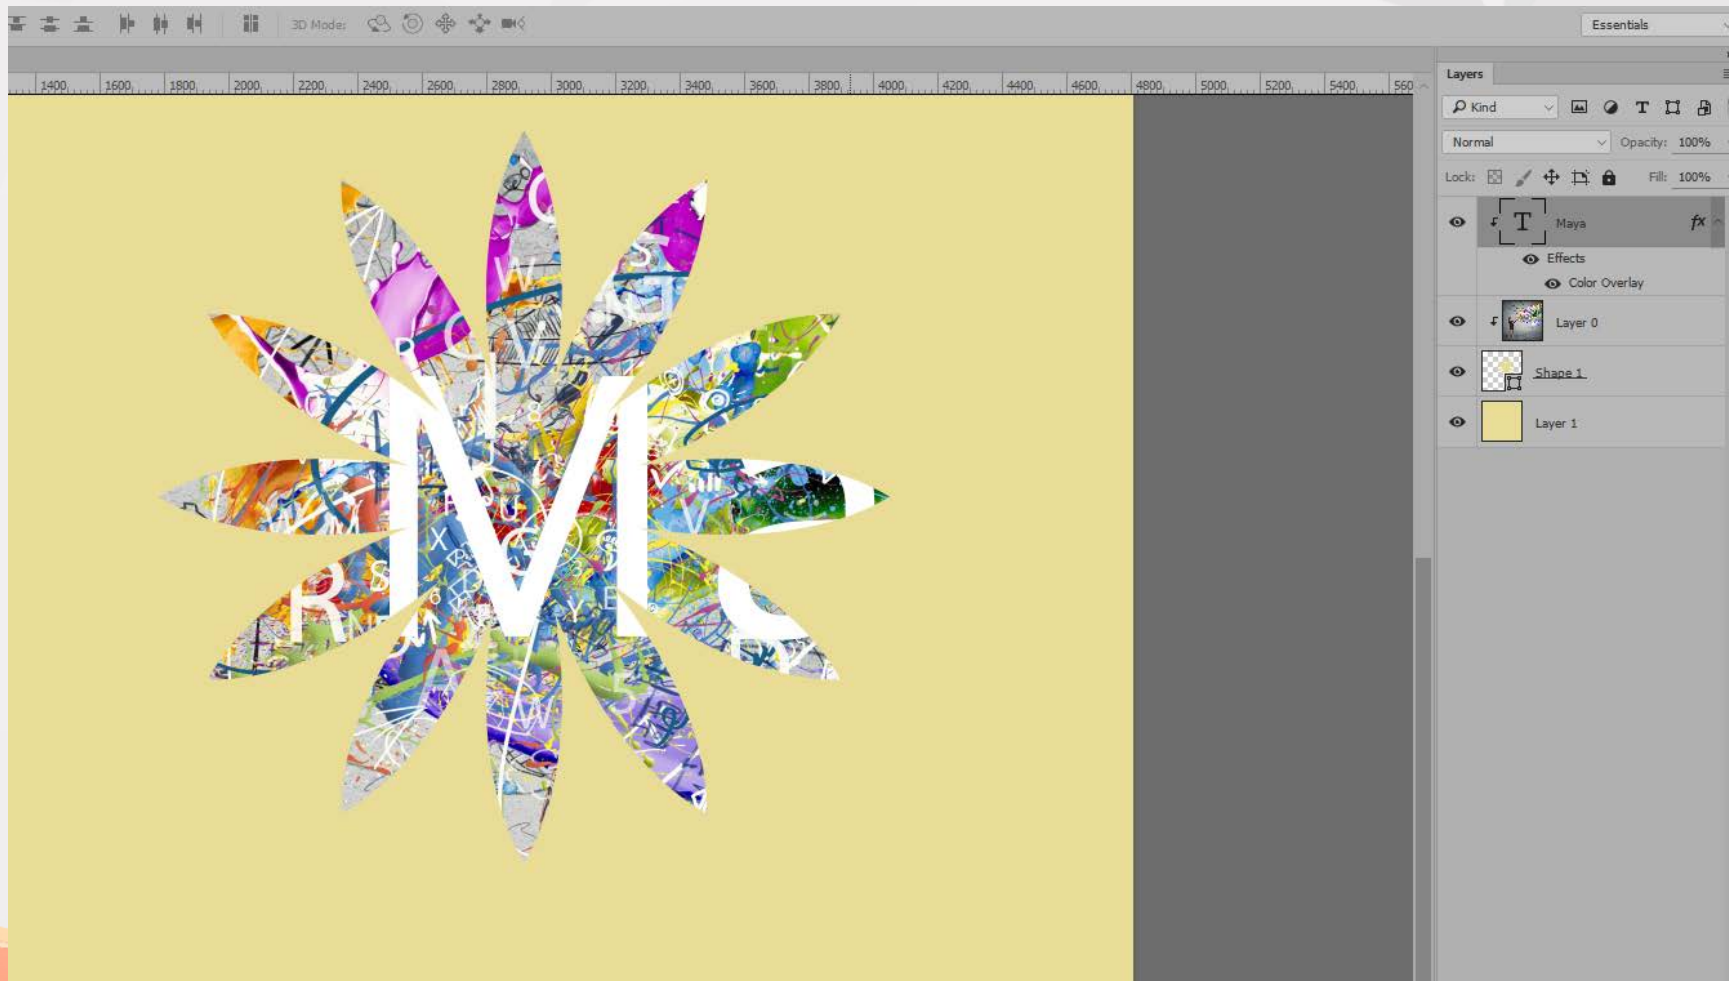 3D Mode:
Essentials
1400 1600 1800 2000 2200 2400 2600 2800 3000 3200 3400 3600 3800 4000 4200 4400 4600 4800 5000 5200 5400 560
Layers
Kind
T
Normal Opacity: 100%
Lock: Fill: 100%
T Maya fx
Effects
Color Overlay
Layer 0
Shape 1
Layer 1
M